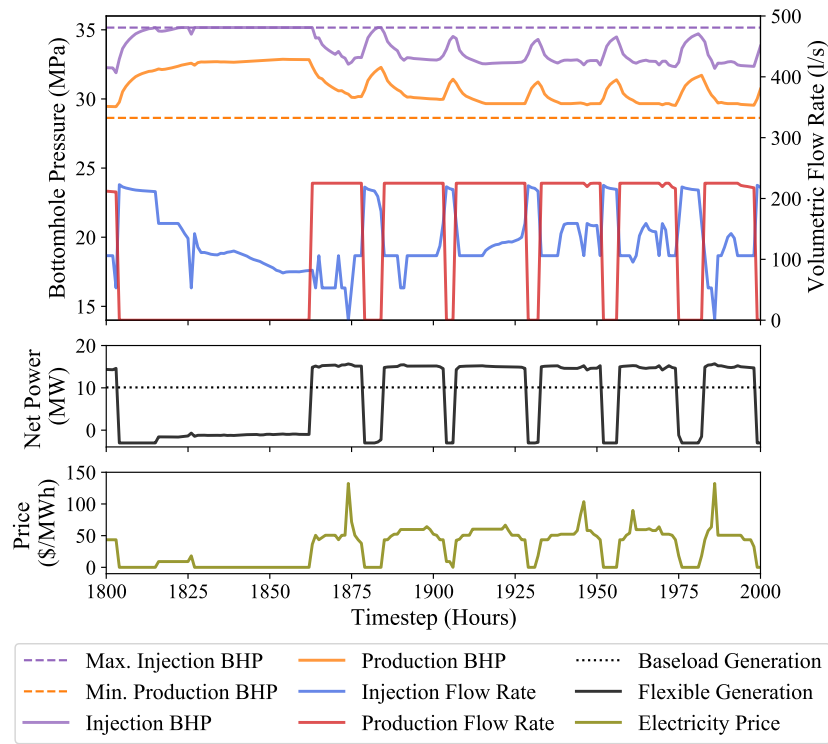 Bottomhole Pressure (MPa)
35
30
25
20
15
500
400
300
200
100
0
Volumetric Flow Rate (l/s)
Net Power
(MW)
20
10
0
Price
($/MWh)
150
100
50
0
1800 1825 1850 1875 1900 1925 1950 1975 2000
Timestep (Hours)
Max. Injection BHP Production BHP Baseload Generation
Min. Production BHP Injection Flow Rate Flexible Generation
Injection BHP Production Flow Rate Electricity Price